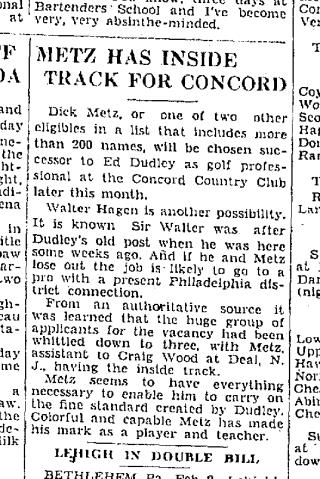 Bartenders School and I've become
very, very absinthe-minded.
METZ HAS INSIDE
TRACK FOR CONCORD
Dick Metz, or one of two other
eligibles in a list that includes more
than 200 names, will be chosen suc-
cessor to Ed Dudley as golf profes-
sional at the Concord Country Club
later this month.
Walter Hagen is another possibility.
It is known Sir Walter was after
Dudley's old post when he was here
some weeks ago. And if he and Metz
lose out the job is likely to go to a
pro with a present Philadelphia dis-
trict connection.
From an authoritative source it
was learned that the huge group of
applicants for the vacancy had been
whittled down to three, with Metz,
assistant to Craig Wood at Deal, N.
J., having the inside track.
Metz seems to have everything
necessary to enable him to carry on
the fine standard created by Dudley.
Colorful and capable Metz has made
his mark as a player and teacher.
LEHIGH IN DOUBLE BILL